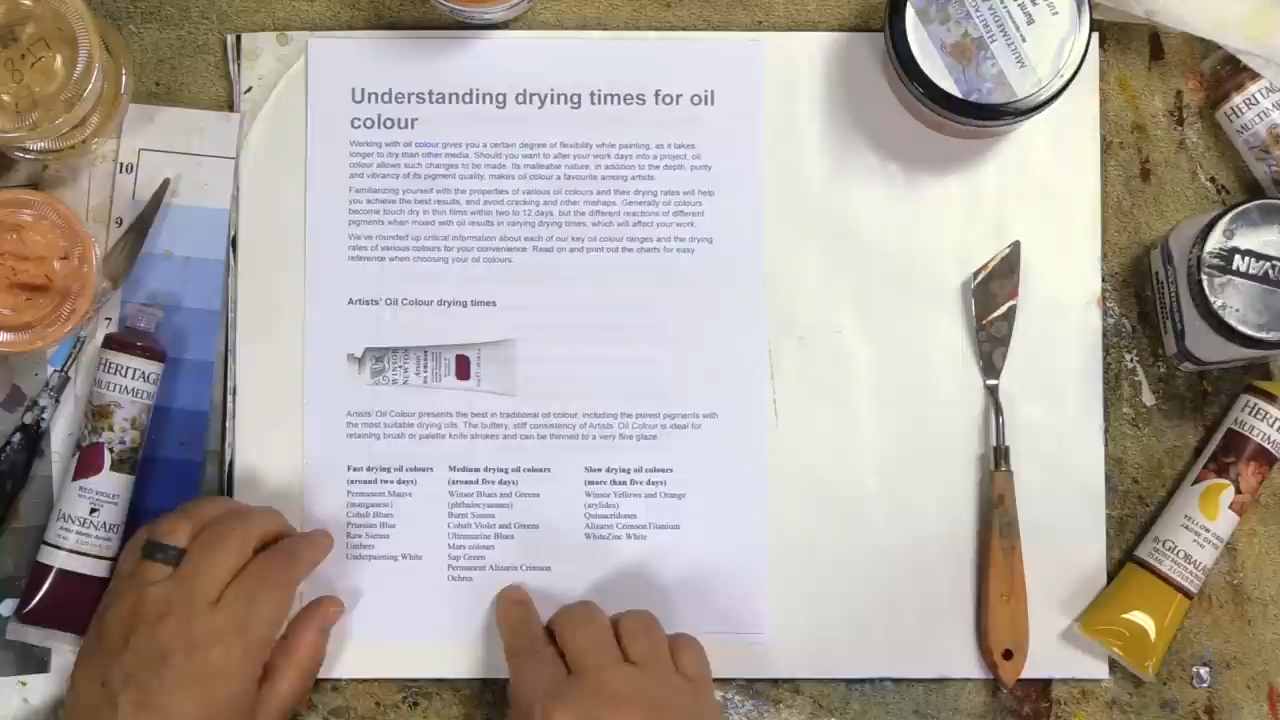 Understanding drying times for oil
colour
Working with oil colour gives you a certain degree of flexibility while painting, as it takes
longer to dry than other media. Should you want to alter your work days into a project, oil
colour allows such changes to be made. Its malleable nature, in addition to the depth, purity
and vibrancy of its pigment quality, makes oil colour a favourite among artists.
Familiarizing yourself with the properties of various oil colours and their drying rates will help
you achieve the best results, and avoid cracking and other mishaps. Generally oil colours
become touch dry in thin films within two to 12 days, but the different reactions of different
pigments when mixed with oil results in varying drying times, which will affect your work.
We've rounded up critical information about each of our key oil colour ranges and the drying
rates of various colours for your convenience. Read on and print out the charts for easy
reference when choosing your oil colours.
Artists' Oil Colour drying times
WINSOR
NEWTON
Artists'
OIL COLOUR
Artists' Oil Colour presents the best in traditional oil colour, including the purest pigments with
the most suitable drying oils. The buttery, stiff consistency of Artists' Oil Colour is ideal for
retaining brush or palette knife strokes and can be thinned to a very fine glaze.
Fast drying oil colours
(around two days)
Permanent Mauve
(manganese)
Cobalt Blues
Prussian Blue
Raw Sienna
Umbers
Underpainting White
Medium drying oil colours
(around five days)
Winsor Blues and Greens
(phthalocyanines)
Burnt Sienna
Cobalt Violet and Greens
Ultramarine Blues
Mars colours
Sap Green
Permanent Alizarin Crimson
Ochres
Slow drying oil colours
(more than five days)
Winsor Yellows and Orange
(arylides)
Quinacridones
Alizarin CrimsonTitanium
WhiteZinc White
10
9
7
HERITAGE
MULTIMEDIA
RED VIOLET
JANSENART
HERITAGE
MULTIMEDIA
HERITAG
MULTIM
IVAN
HERI
YELLOW OXIDE
JAUNE OXYDE
BY GLOBAL